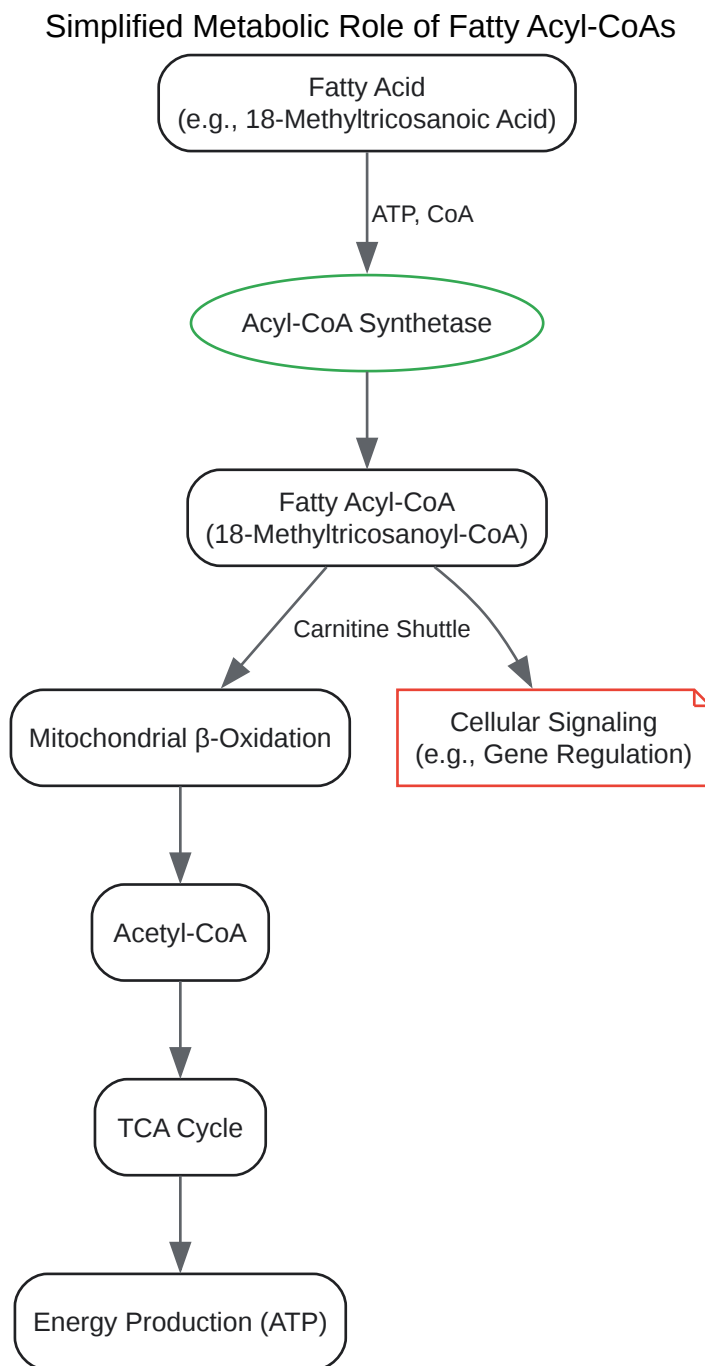 Simplified Metabolic Role of Fatty Acyl-CoAs
Fatty Acid
(e.g., 18-Methyltricosanoic Acid)
ATP, CoA
Acyl-CoA Synthetase
Fatty Acyl-CoA
(18-Methyltricosanoyl-CoA)
Carnitine Shuttle
Mitochondrial β-Oxidation
Cellular Signaling
(e.g., Gene Regulation)
Acetyl-CoA
TCA Cycle
Energy Production (ATP)